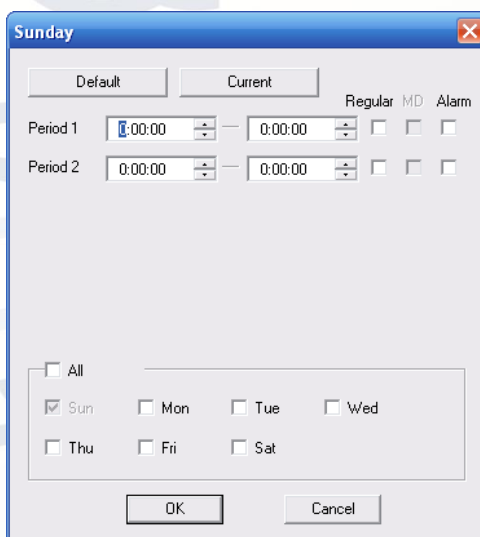 Sunday
Default Current
Regular MD Alarm
Period 1 0:00:00 — 0:00:00
Period 2 0:00:00 — 0:00:00
All
Sun Mon Tue Wed
Thu Fri Sat
OK Cancel